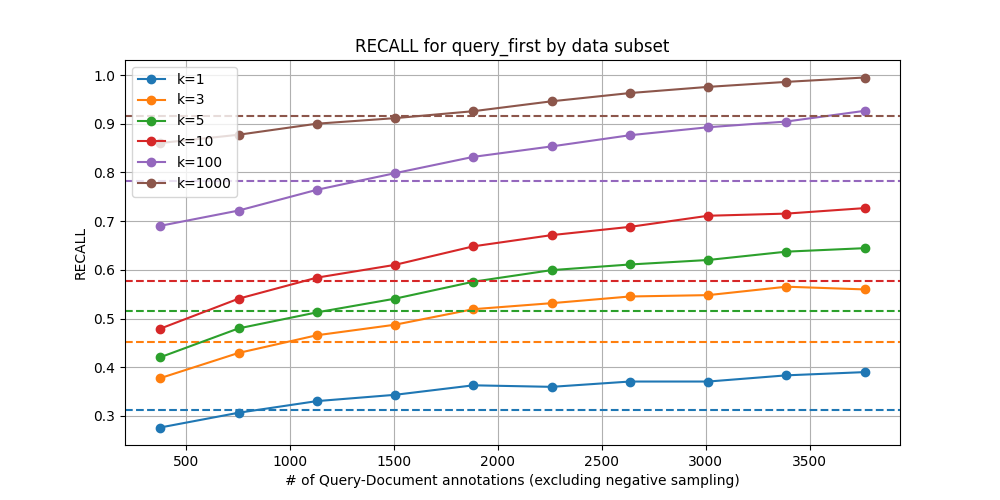 RECALL for query_first by data subset
k=1
k=3
k=5
k=10
k=100
k=1000
RECALL
1.0
0.9
0.8
0.7
0.6
0.5
0.4
0.3
500
1000
1500
2000
2500
3000
3500
# of Query-Document annotations (excluding negative sampling)